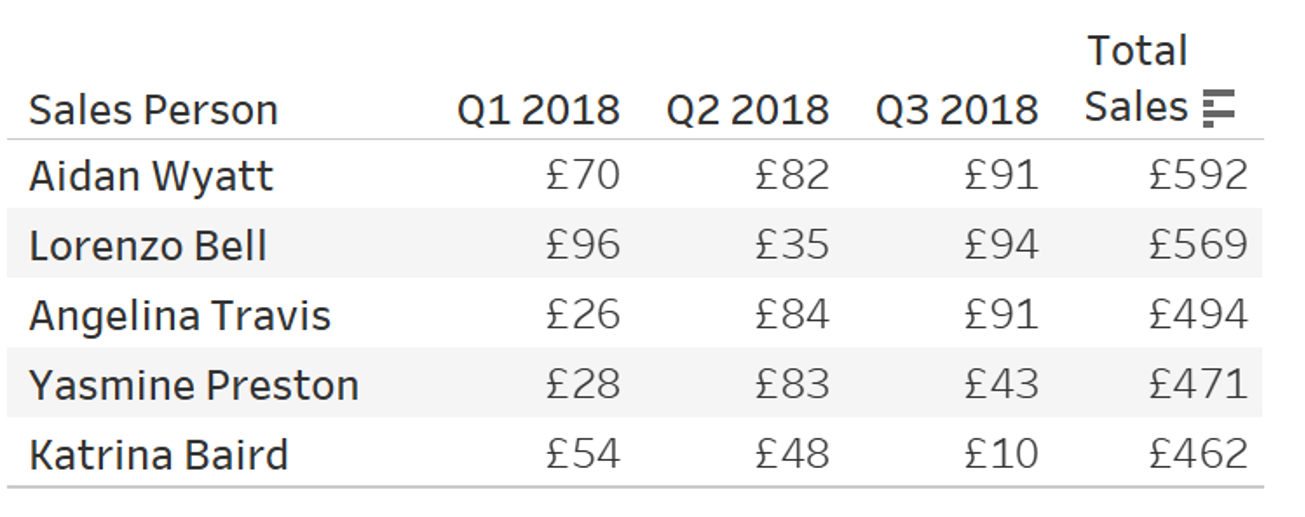 Sales Person Q1 2018 Q2 2018 Q3 2018 Total Sales
Aidan Wyatt £70 £82 £91 £592
Lorenzo Bell £96 £35 £94 £569
Angelina Travis £26 £84 £91 £494
Yasmine Preston £28 £83 £43 £471
Katrina Baird £54 £48 £10 £462